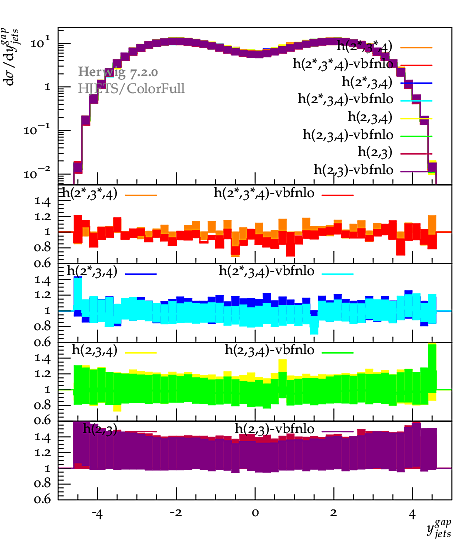 dσ/dy^{gap}_{jets}
10^1
1
10^{−1}
10^{−2}
Herwig 7.2.0
HJETS/ColorFull
h(2*,3*,4)
h(2*,3*,4)-vbfnlo
h(2*,3,4)
h(2*,3,4)-vbfnlo
h(2,3,4)
h(2,3,4)-vbfnlo
h(2,3)
h(2,3)-vbfnlo
h(2*,3*,4) h(2*,3*,4)-vbfnlo
1.4
1.2
1
0.8
0.6
h(2*,3,4) h(2*,3,4)-vbfnlo
1.4
1.2
1
0.8
0.6
h(2,3,4) h(2,3,4)-vbfnlo
1.4
1.2
1
0.8
0.6
h(2,3) h(2,3)-vbfnlo
1.4
1.2
1
0.8
0.6
-4 -2 0 2 4
y^{gap}_{jets}